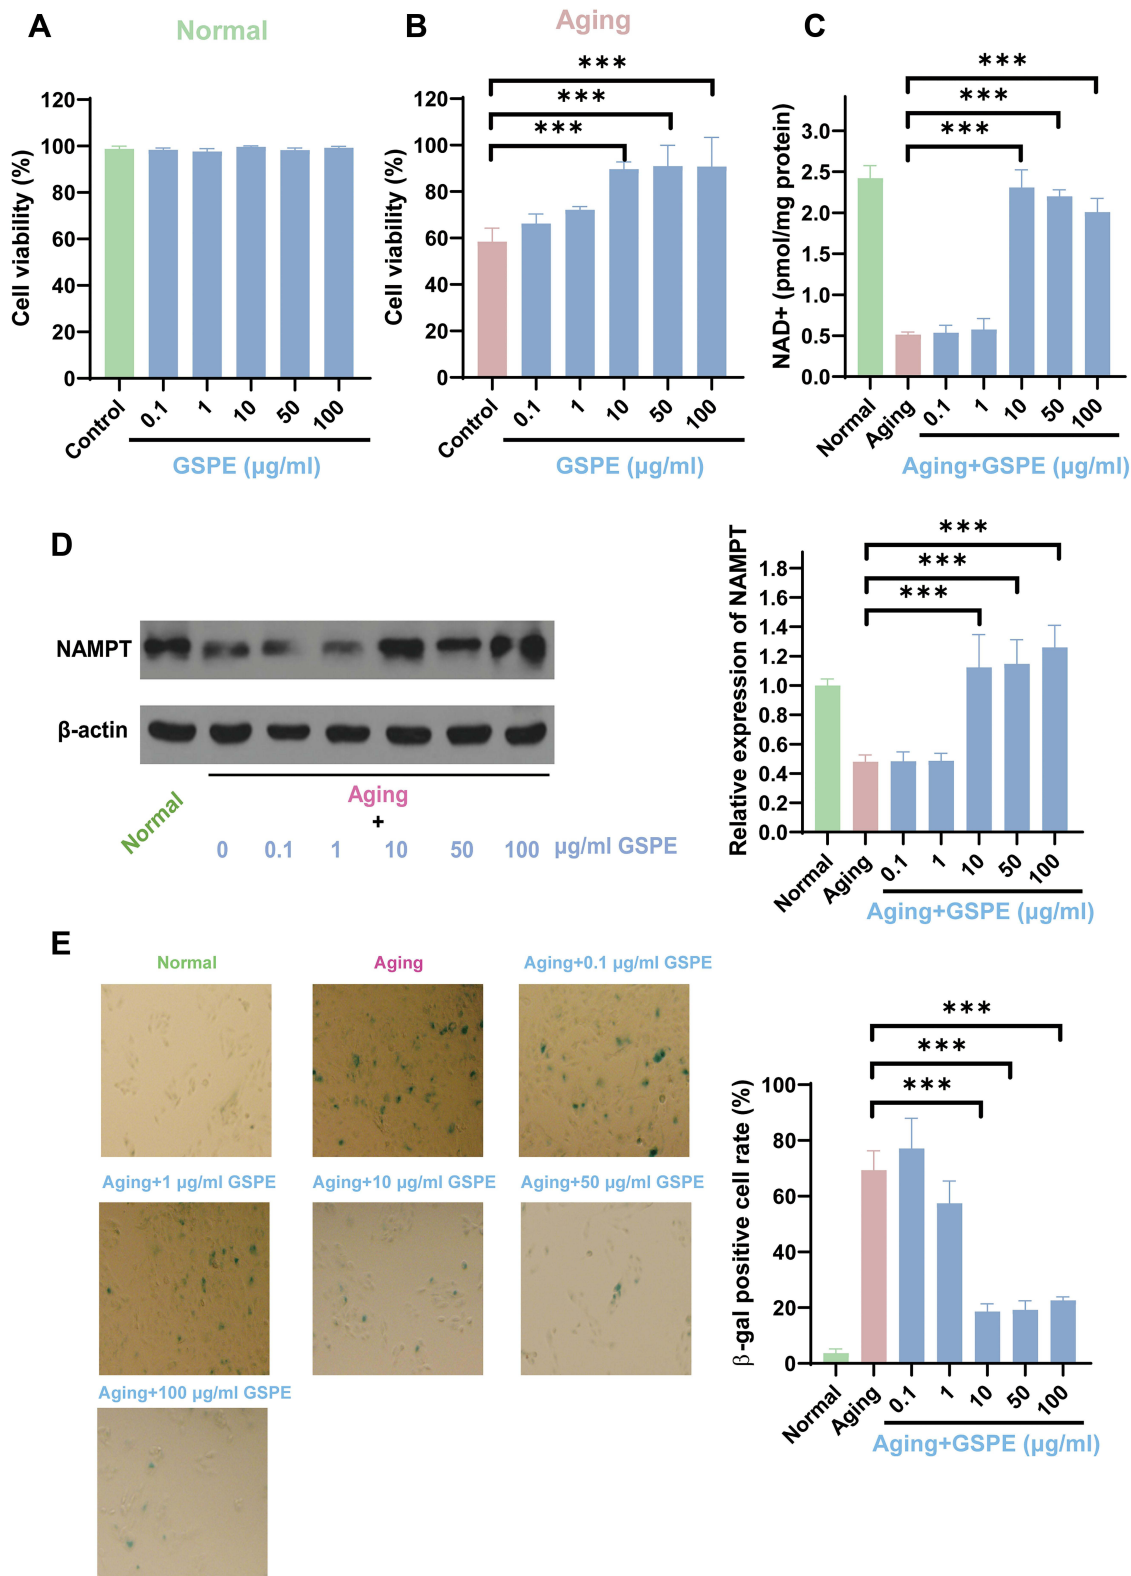 A
Normal
Cell viability (%)
120
100
80
60
40
20
0
Control
0.1
1
10
50
100
GSPE (µg/ml)
B
Aging
***
***
***
Cell viability (%)
120
100
80
60
40
20
0
Control
0.1
1
10
50
100
GSPE (µg/ml)
C
***
***
***
NAD+ (pmol/mg protein)
3.0
2.5
2.0
1.5
1.0
0.5
0.0
Normal
Aging
0.1
1
10
50
100
Aging+GSPE (µg/ml)
D
NAMPT
β-actin
Normal
Aging
+
0 0.1 1 10 50 100 µg/ml GSPE
***
***
***
Relative expression of NAMPT
1.8
1.6
1.4
1.2
1.0
0.8
0.6
0.4
0.2
0.0
Normal
Aging
0.1
1
10
50
100
Aging+GSPE (µg/ml)
E
Normal
Aging
Aging+0.1 µg/ml GSPE
Aging+1 µg/ml GSPE
Aging+10 µg/ml GSPE
Aging+50 µg/ml GSPE
Aging+100 µg/ml GSPE
***
***
***
β-gal positive cell rate (%)
100
80
60
40
20
0
Normal
Aging
0.1
1
10
50
100
Aging+GSPE (µg/ml)